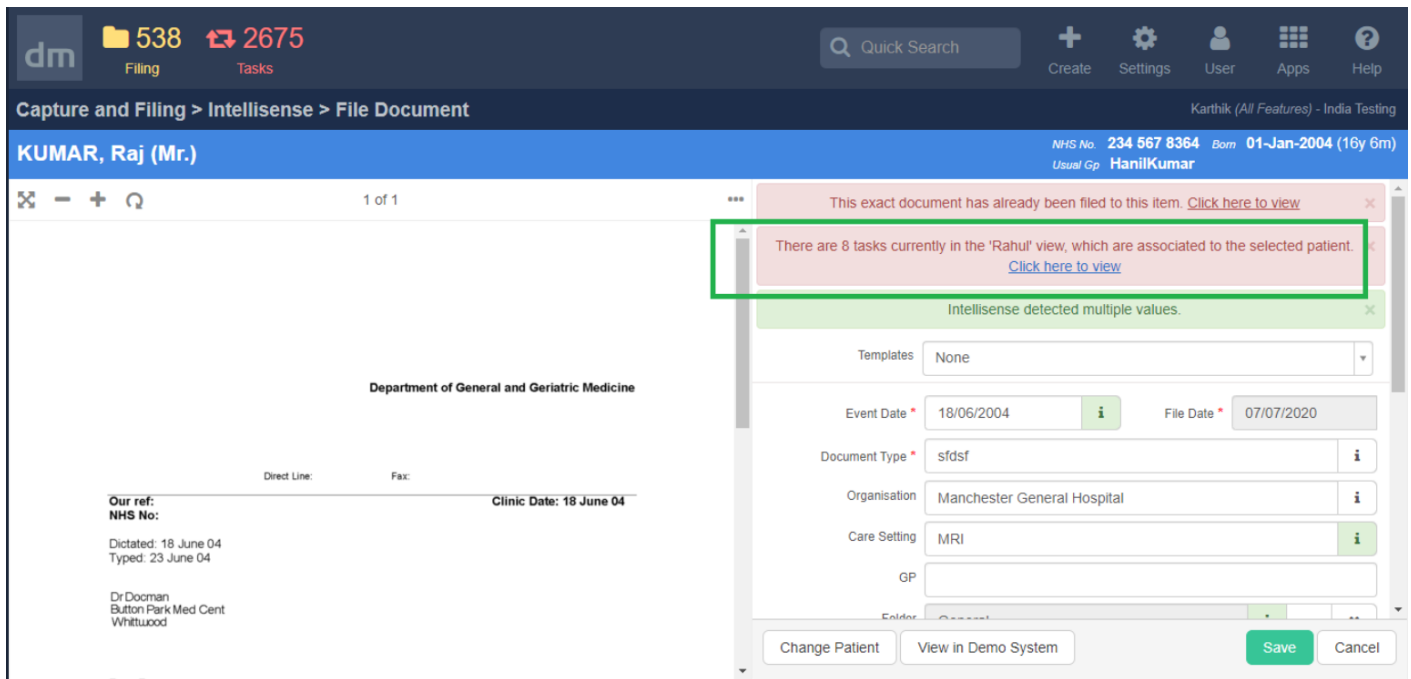 dm
538
Filing
2675
Tasks
Quick Search
Create
Settings
User
Apps
Help
Capture and Filing > Intellisense > File Document
Karthik (All Features) - India Testing
KUMAR, Raj (Mr.)
NHS No. 234 567 8364 Born 01-Jan-2004 (16y 6m)
Usual Gp HanilKumar
1 of 1
This exact document has already been filed to this item. Click here to view
There are 8 tasks currently in the 'Rahul' view, which are associated to the selected patient.
Click here to view
Intellisense detected multiple values.
Templates None
Department of General and Geriatric Medicine
Event Date * 18/06/2004 i File Date * 07/07/2020
Document Type * sfdsf i
Direct Line: Fax:
Our ref: Clinic Date: 18 June 04
NHS No:
Organisation Manchester General Hospital i
Dictated: 18 June 04
Typed: 23 June 04
Care Setting MRI i
GP
Dr Docman
Button Park Med Cent
Whittwood
Folder General
Change Patient
View in Demo System
Save
Cancel